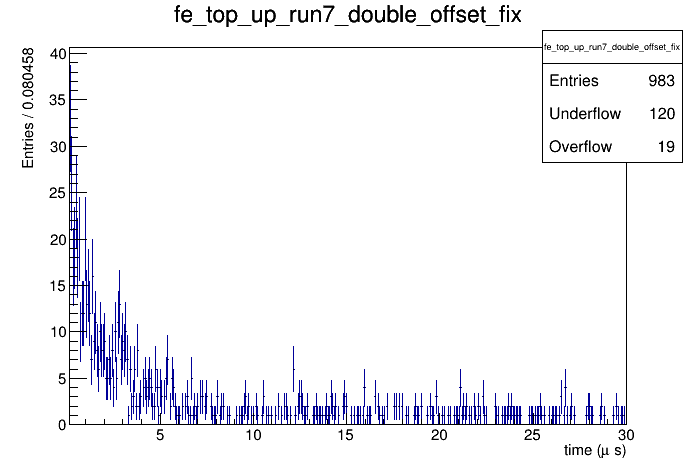 fe_top_up_run7_double_offset_fix
fe_top_up_run7_double_offset_fix
Entries 983
Underflow 120
Overflow 19
Entries / 0.080458
40
35
30
25
20
15
10
5
0
5 10 15 20 25 30
time (μ s)